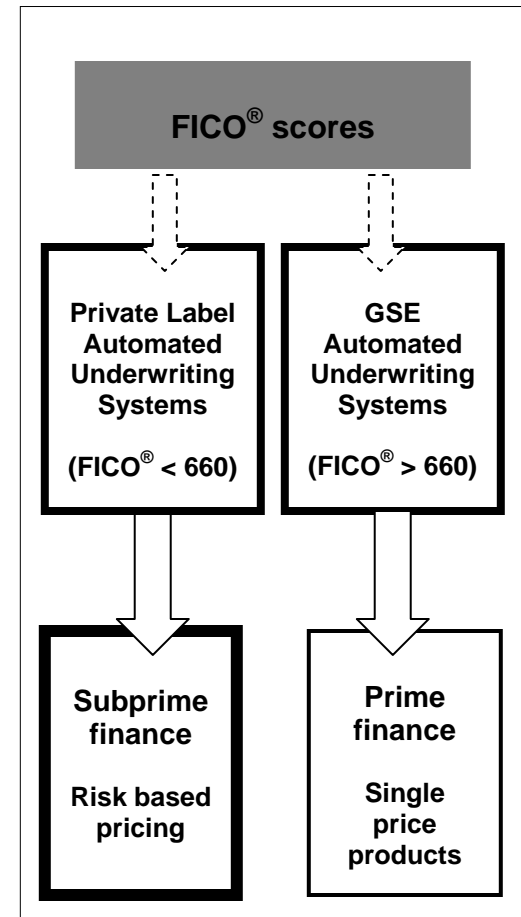 FICO® scores
Private Label
Automated
Underwriting
Systems
(FICO® < 660)
GSE
Automated
Underwriting
Systems
(FICO® > 660)
Subprime
finance
Risk based
pricing
Prime
finance
Single
price
products